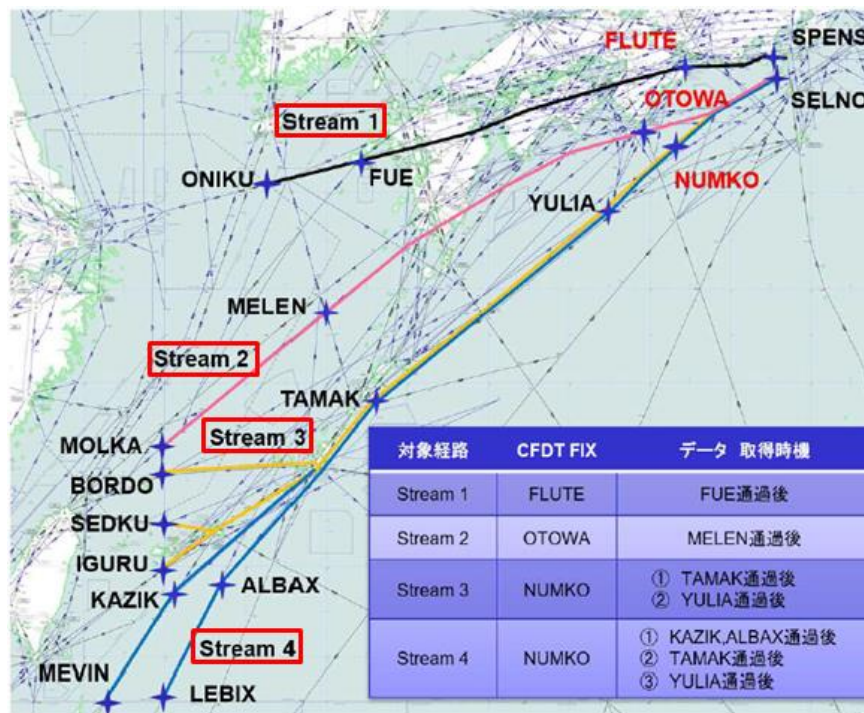 FLUTE
SPENS
OTOWA
SELNO
Stream 1
ONIKU
FUE
NUMKO
YULIA
MELEN
Stream 2
TAMAK
MOLKA
Stream 3
BORDO
SEDKU
IGURU
KAZIK
ALBAX
Stream 4
MEVIN
LEBIX
対象経路 CFDT FIX データ 取得時機
Stream 1 FLUTE FUE通過後
Stream 2 OTOWA MELEN通過後
Stream 3 NUMKO ① TAMAK通過後
② YULIA通過後
Stream 4 NUMKO ① KAZIK,ALBAX通過後
② TAMAK通過後
③ YULIA通過後